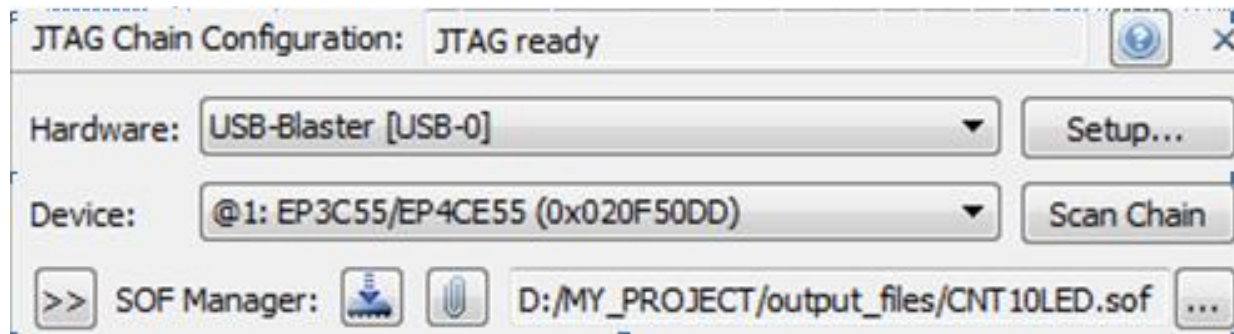 JTAG Chain Configuration: JTAG ready
Hardware: USB-Blaster [USB-0] Setup...
Device: @1: EP3C55/EP4CE55 (0x020F50DD) Scan Chain
>> SOF Manager: D:/MY_PROJECT/output_files/CNT10LED.sof ...